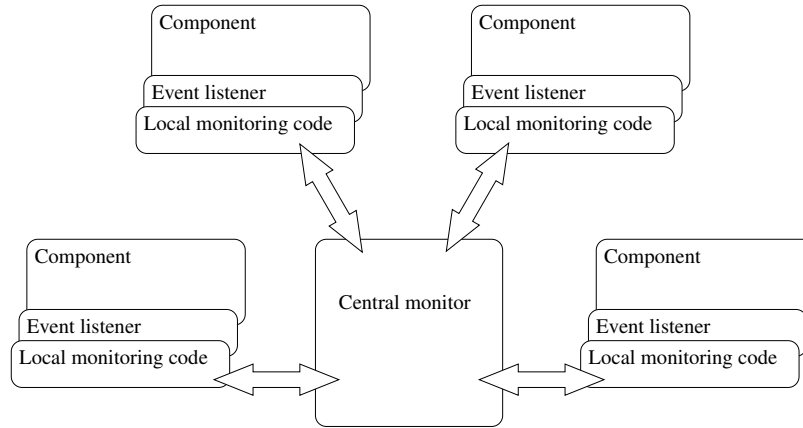 Component
Event listener
Local monitoring code
Component
Event listener
Local monitoring code
Component
Event listener
Local monitoring code
Central monitor
Component
Event listener
Local monitoring code